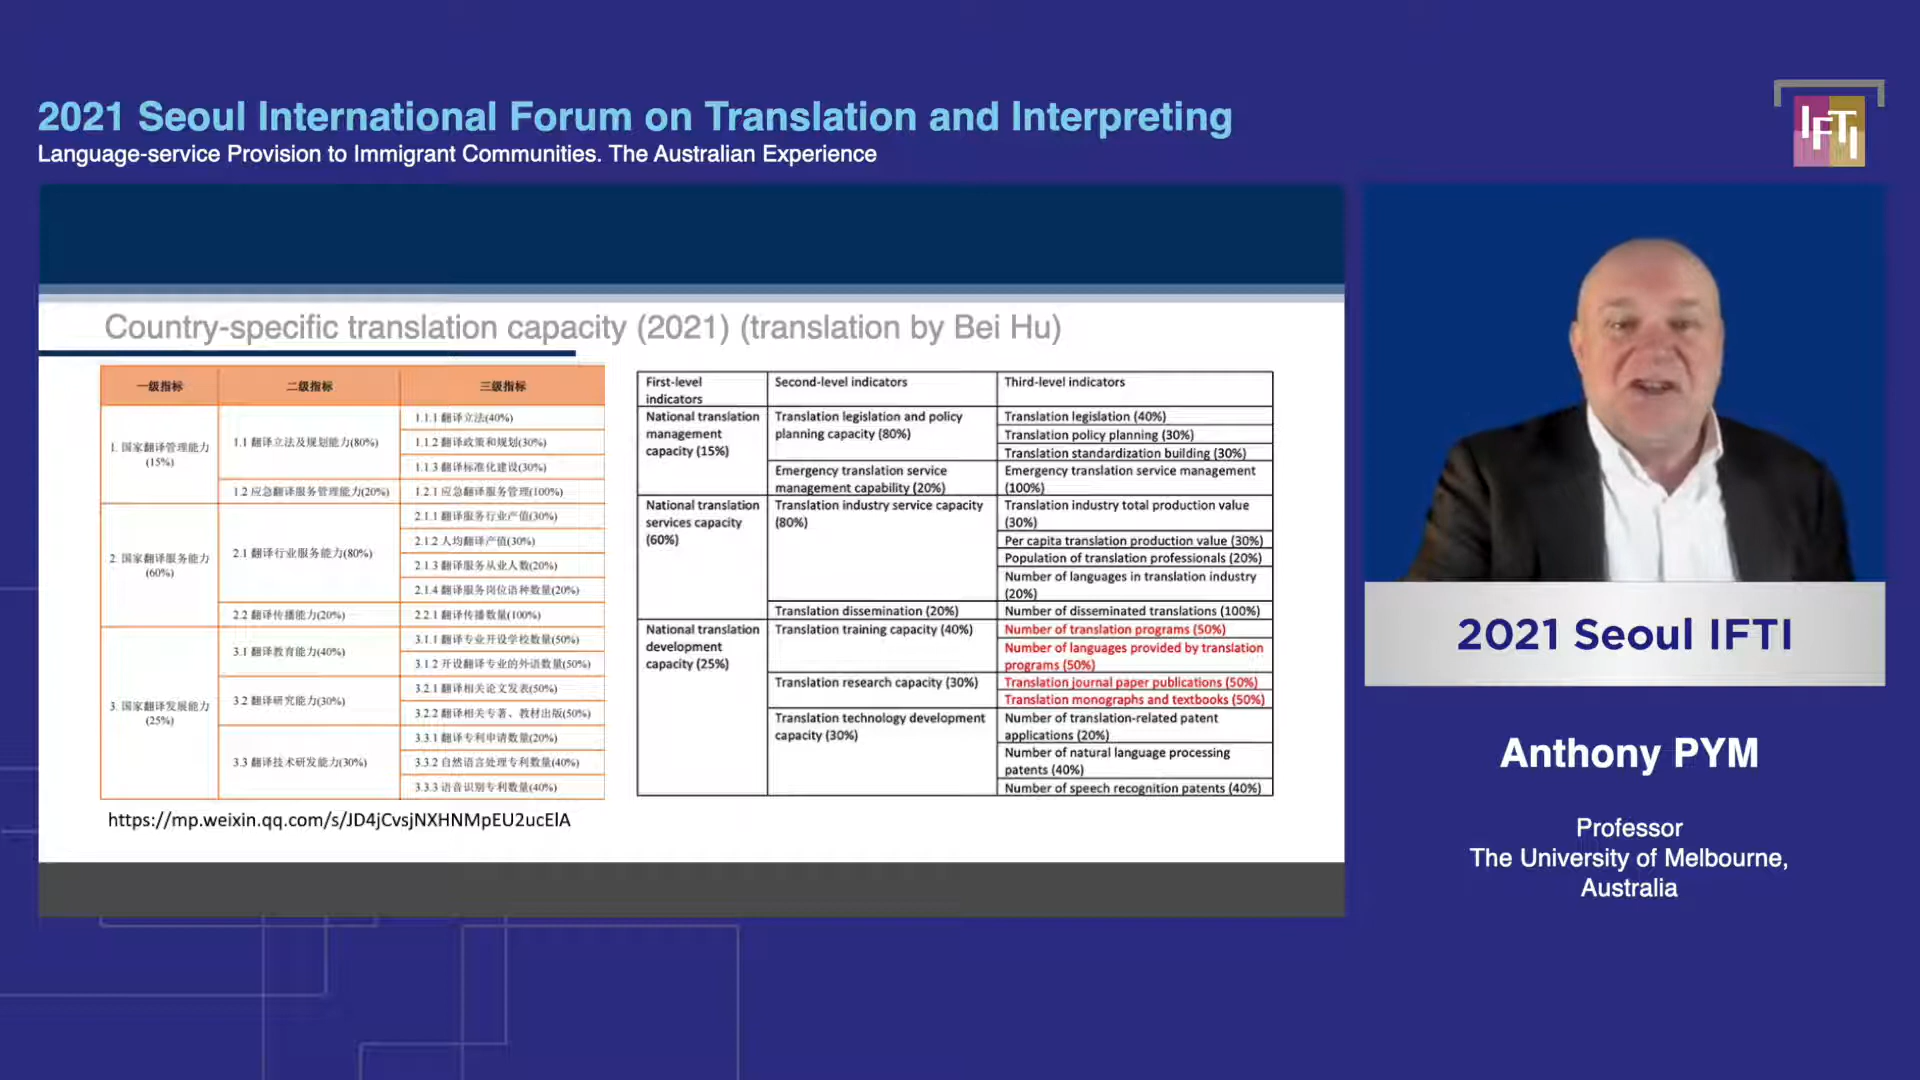 2021 Seoul International Forum on Translation and Interpreting
Language-service Provision to Immigrant Communities. The Australian Experience
IFTI
Country-specific translation capacity (2021) (translation by Bei Hu)
一级指标
二级指标
三级指标
1. 国家翻译管理能力
(15%)
1.1 翻译立法及规划能力(80%)
1.1.1 翻译立法(40%)
1.1.2 翻译政策和规划(30%)
1.1.3 翻译标准化建设(30%)
1.2 应急翻译服务管理能力(20%)
1.2.1 应急翻译服务管理(100%)
2. 国家翻译服务能力
(60%)
2.1 翻译行业服务能力(80%)
2.1.1 翻译服务行业产值(30%)
2.1.2 人均翻译产值(30%)
2.1.3 翻译服务从业人数(20%)
2.1.4 翻译服务岗位语种数量(20%)
2.2 翻译传播能力(20%)
2.2.1 翻译传播数量(100%)
3. 国家翻译发展能力
(25%)
3.1 翻译教育能力(40%)
3.1.1 翻译专业开设学校数量(50%)
3.1.2 开设翻译专业的外语数量(50%)
3.2 翻译研究能力(30%)
3.2.1 翻译相关论文发表(50%)
3.2.2 翻译相关专著、教材出版(50%)
3.3 翻译技术研发能力(30%)
3.3.1 翻译专利申请数量(20%)
3.3.2 自然语言处理专利数量(40%)
3.3.3 语音识别专利数量(40%)
https://mp.weixin.qq.com/s/JD4jCvsjNXHNMpEU2ucElA
First-level
indicators
Second-level indicators
Third-level indicators
National translation
management
capacity (15%)
Translation legislation and policy
planning capacity (80%)
Translation legislation (40%)
Translation policy planning (30%)
Translation standardization building (30%)
Emergency translation service
management capability (20%)
Emergency translation service management
(100%)
National translation
services capacity
(60%)
Translation industry service capacity
(80%)
Translation industry total production value
(30%)
Per capita translation production value (30%)
Population of translation professionals (20%)
Number of languages in translation industry
(20%)
Translation dissemination (20%)
Number of disseminated translations (100%)
National translation
development
capacity (25%)
Translation training capacity (40%)
Number of translation programs (50%)
Number of languages provided by translation
programs (50%)
Translation research capacity (30%)
Translation journal paper publications (50%)
Translation monographs and textbooks (50%)
Translation technology development
capacity (30%)
Number of translation-related patent
applications (20%)
Number of natural language processing
patents (40%)
Number of speech recognition patents (40%)
2021 Seoul IFTI
Anthony PYM
Professor
The University of Melbourne,
Australia